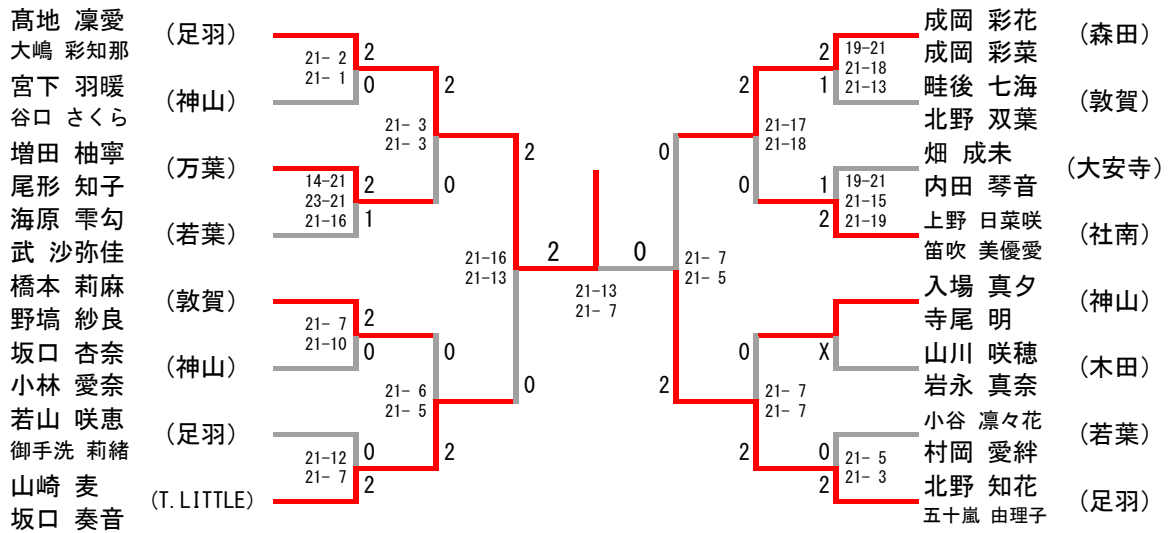 髙地 凜愛
大嶋 彩知那
(足羽)
宮下 羽暖
谷口 さくら
(神山)
21- 2
21- 1
2
0
増田 柚寧
尾形 知子
(万葉)
海原 雫勾
武 沙弥佳
(若葉)
14-21
23-21
21-16
2
1
21- 3
21- 3
2
0
橋本 莉麻
野塙 紗良
(敦賀)
坂口 杏奈
小林 愛奈
(神山)
21- 7
21-10
2
0
若山 咲恵
御手洗 莉緒
(足羽)
山崎 麦
坂口 奏音
(T.LITTLE)
21-12
21- 7
0
2
21- 6
21- 5
0
2
21-16
21-13
2
0
2
0
21-13
21- 7
成岡 彩花
成岡 彩菜
(森田)
畦後 七海
北野 双葉
(敦賀)
2
1
19-21
21-18
21-13
畑 成未
内田 琴音
(大安寺)
上野 日菜咲
笛吹 美優愛
(社南)
1
2
19-21
21-15
21-19
0
21-17
21-18
0
入場 真夕
寺尾 明
(神山)
山川 咲穂
岩永 真奈
(木田)
X
小谷 凛々花
村岡 愛絆
(若葉)
北野 知花
五十嵐 由理子
(足羽)
0
2
21- 5
21- 3
0
2
21- 7
21- 7
2
21- 7
21- 5
2